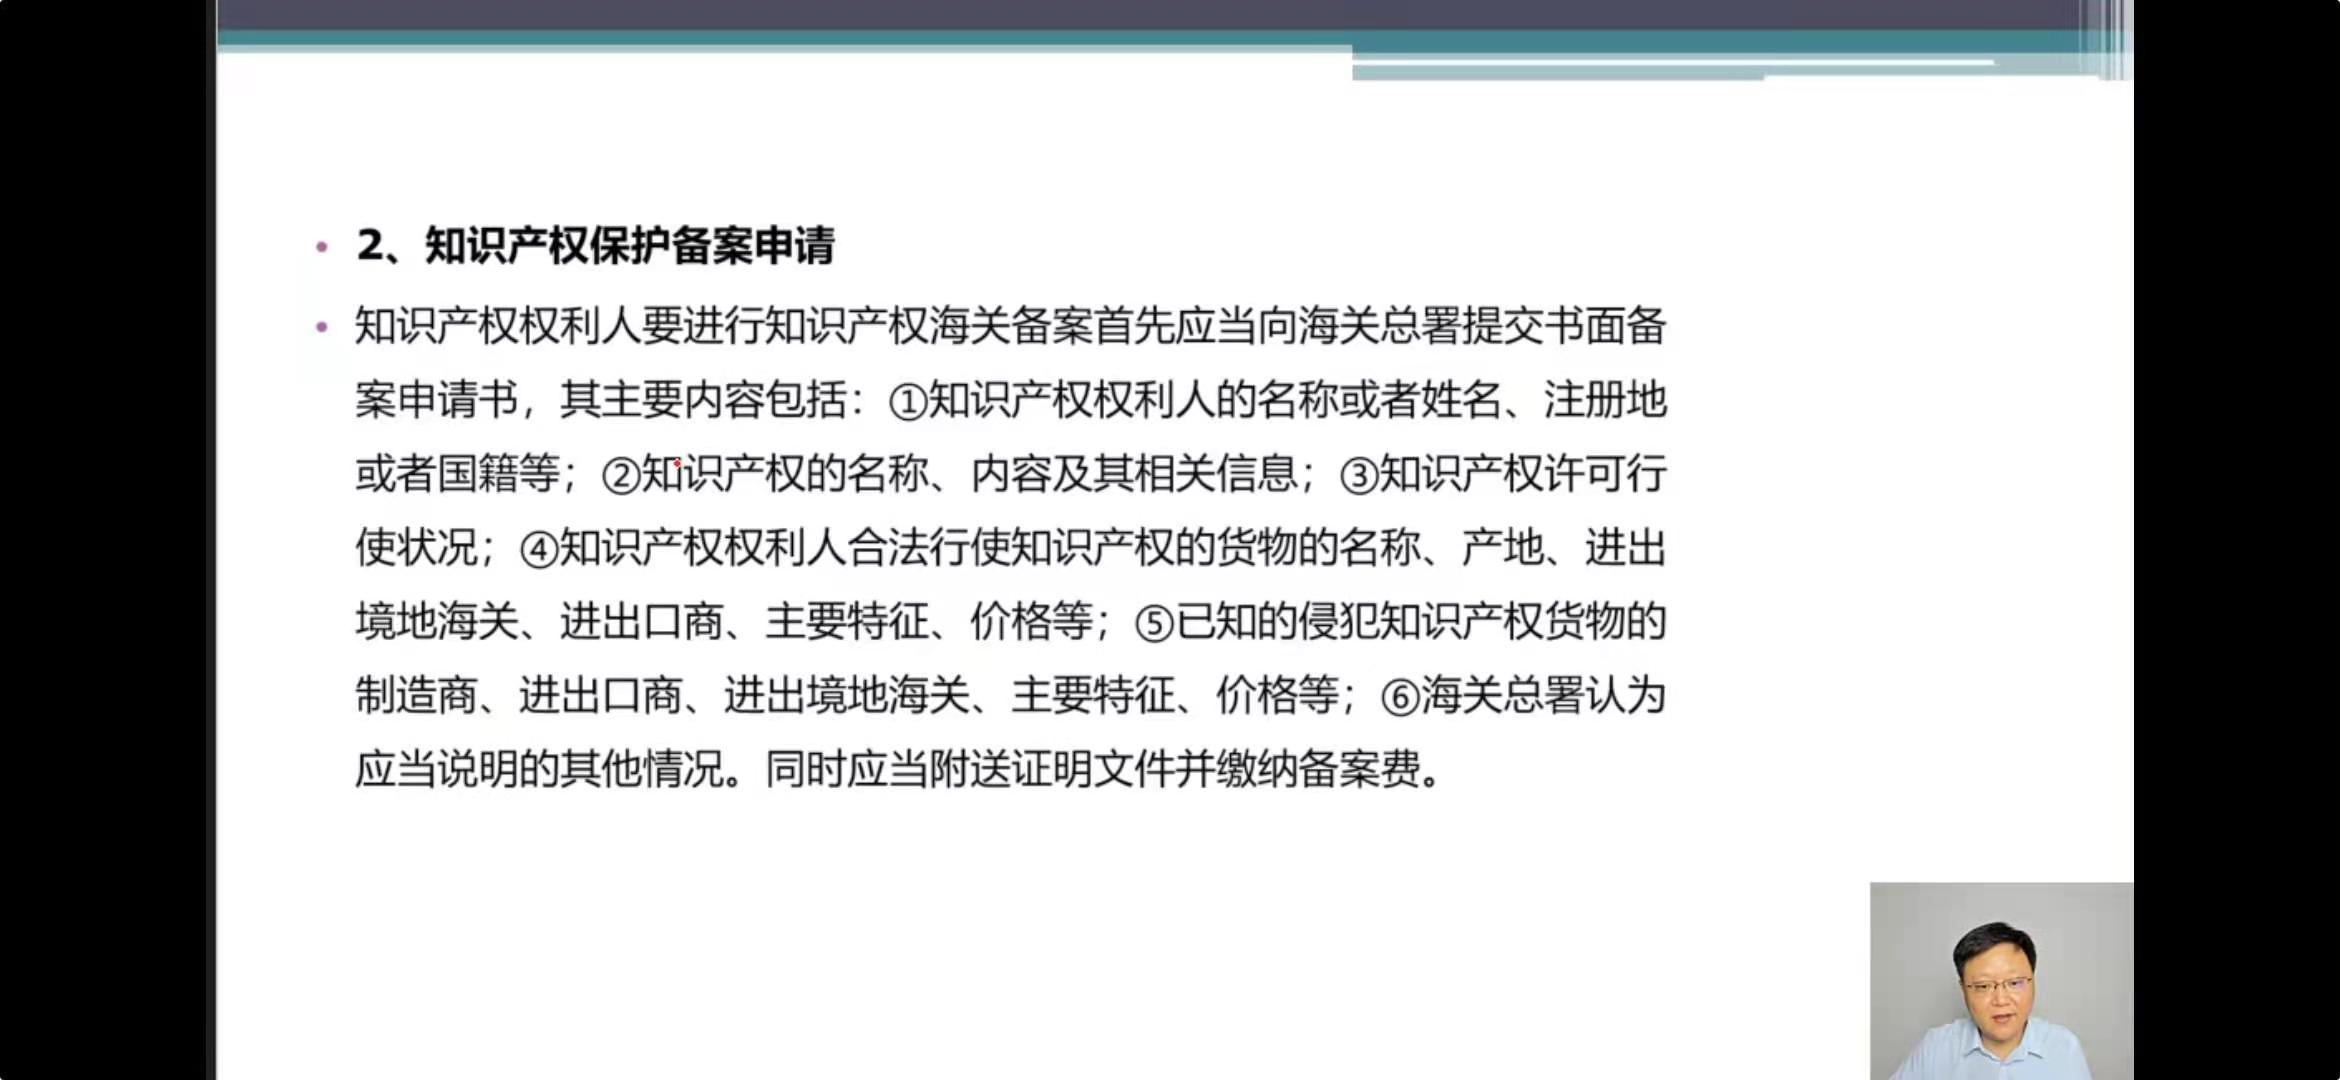 2、知识产权保护备案申请
知识产权权利人要进行知识产权海关备案首先应当向海关总署提交书面备
案申请书，其主要内容包括：①知识产权权利人的名称或者姓名、注册地
或者国籍等；②知识产权的名称、内容及其相关信息；③知识产权许可行
使状况；④知识产权权利人合法行使知识产权的货物的名称、产地、进出
境地海关、进出口商、主要特征、价格等；⑤已知的侵犯知识产权货物的
制造商、进出口商、进出境地海关、主要特征、价格等；⑥海关总署认为
应当说明的其他情况。同时应当附送证明文件并缴纳备案费。